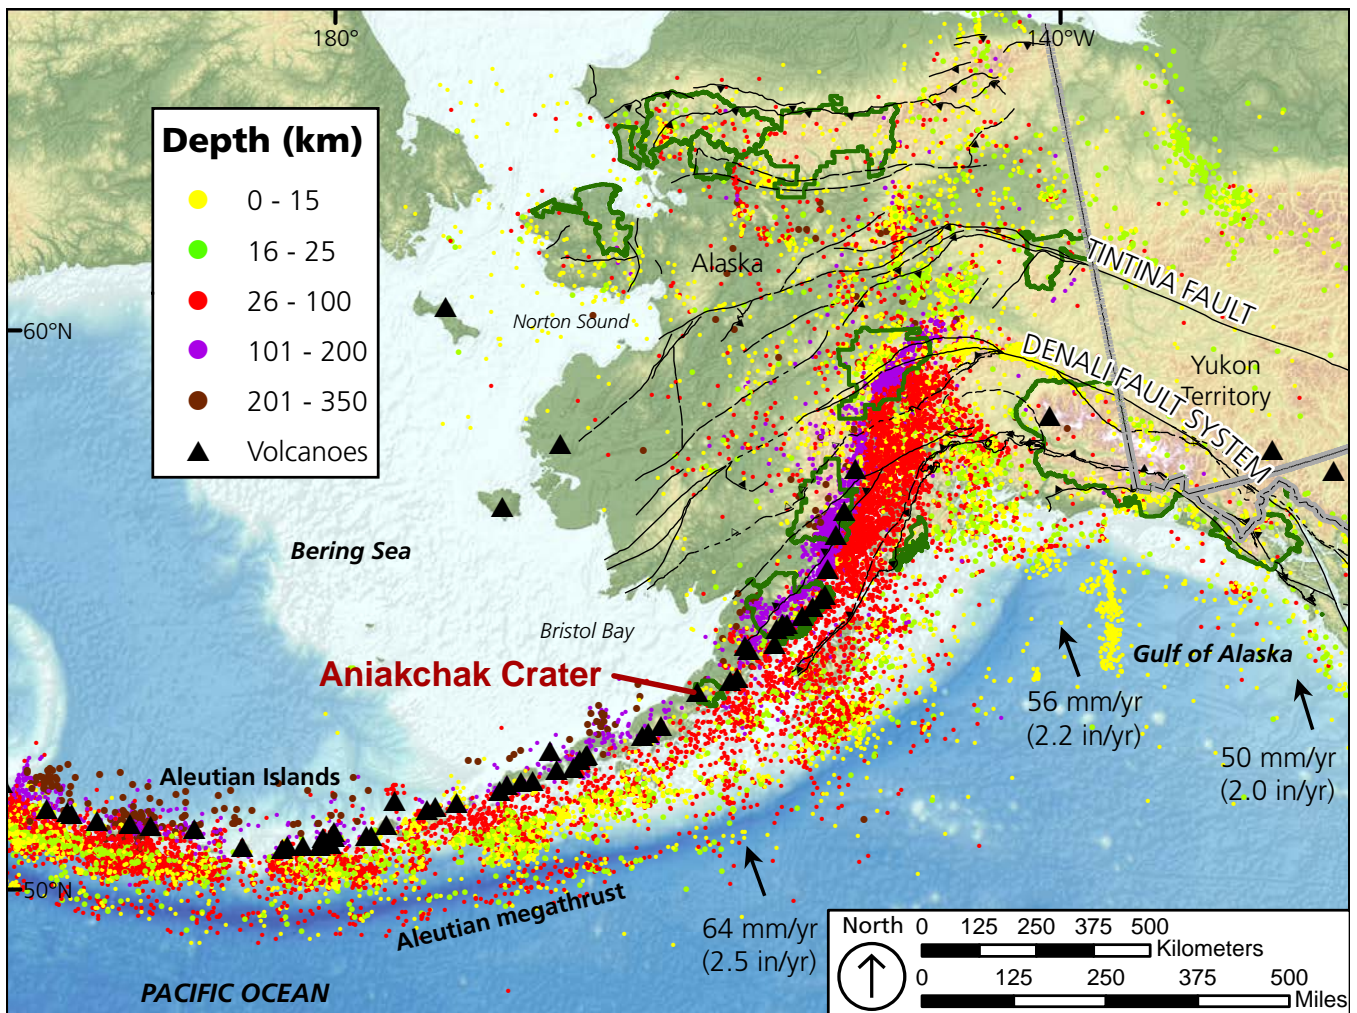 180°
140°W
Depth (km)
0 - 15
16 - 25
26 - 100
101 - 200
201 - 350
Volcanoes
Alaska
TINTINA FAULT
60°N
Norton Sound
DENALI FAULT SYSTEM
Yukon
Territory
Bering Sea
Bristol Bay
Gulf of Alaska
Aniakchak Crater
56 mm/yr
(2.2 in/yr)
50 mm/yr
(2.0 in/yr)
Aleutian Islands
50°N
Aleutian megathrust
64 mm/yr
(2.5 in/yr)
PACIFIC OCEAN
North
0 125 250 375 500
Kilometers
0 125 250 375 500
Miles